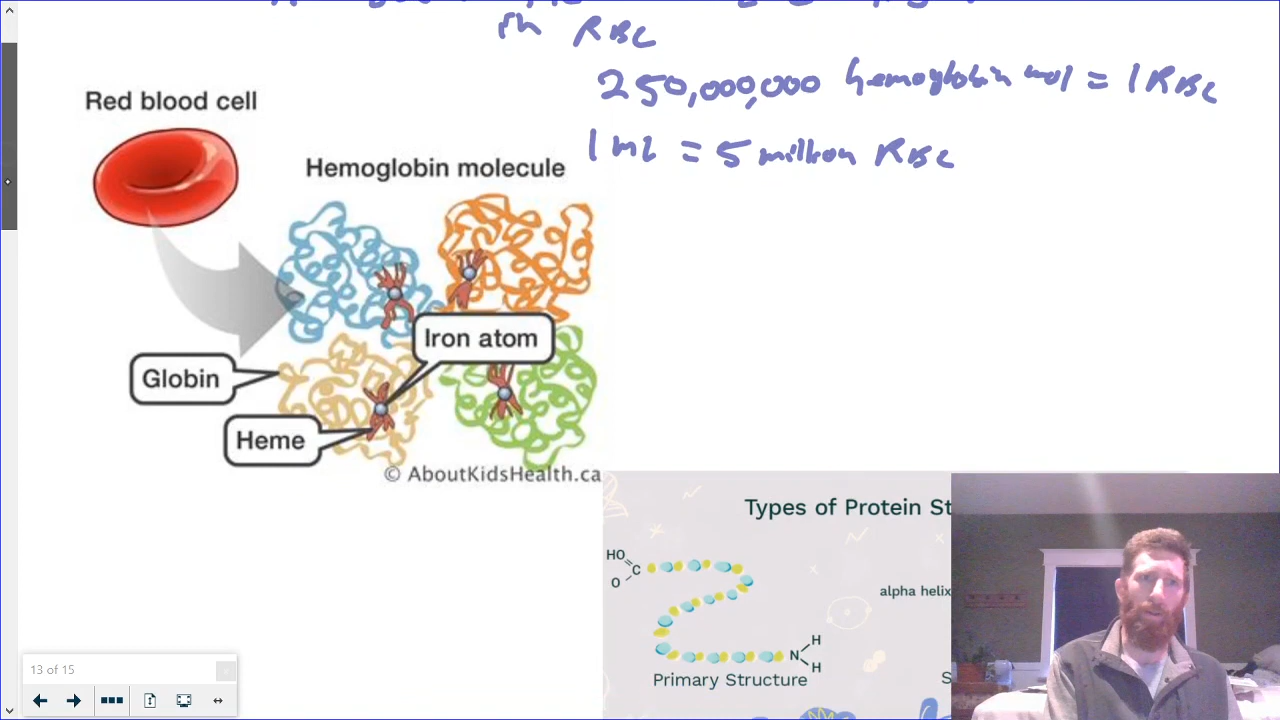 in RBC
250,000,000 hemoglobin mol = 1 RBC
1 mL = 5 million RBC
Red blood cell
Hemoglobin molecule
Iron atom
Globin
Heme
© AboutKidsHealth.ca
Types of Protein St
HO
C
O
alpha helix
H
N
H
Primary Structure
S
13 of 15